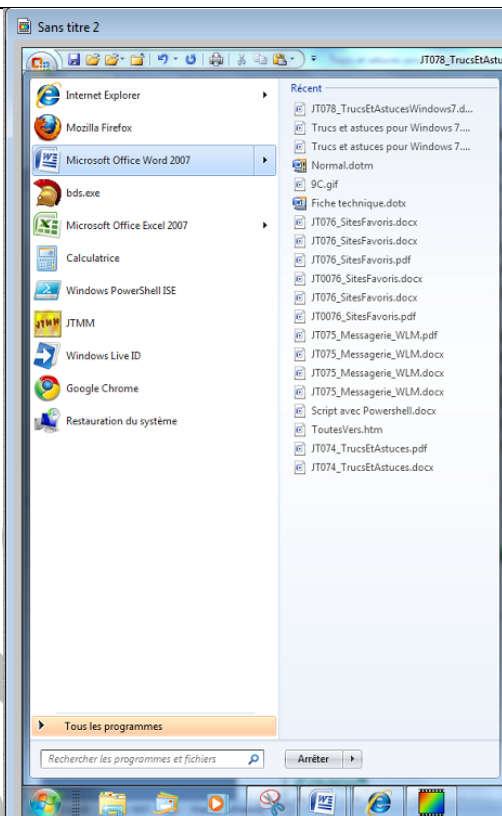 Sans titre 2
JT078_TrucsEtAstu
Internet Explorer
Mozilla Firefox
Microsoft Office Word 2007
bds.exe
Microsoft Office Excel 2007
Calculatrice
Windows PowerShell ISE
JTMM
JTMM
Windows Live ID
Google Chrome
Restauration du système
Tous les programmes
Rechercher les programmes et fichiers
Récent
JT078_TrucsEtAstucesWindows7.d...
Trucs et astuces pour Windows 7....
Trucs et astuces pour Windows 7....
Normal.dotm
9C.gif
Fiche technique.dotx
JT076_SitesFavoris.docx
JT076_SitesFavoris.docx
JT076_SitesFavoris.pdf
JT0076_SitesFavoris.docx
JT076_SitesFavoris.docx
JT0076_SitesFavoris.pdf
JT075_Messagerie_WLM.pdf
JT075_Messagerie_WLM.docx
JT075_Messagerie_WLM.docx
JT075_Messagerie_WLM.docx
Script avec Powershell.docx
ToutesVers.htm
JT074_TrucsEtAstuces.pdf
JT074_TrucsEtAstuces.docx
Arrêter